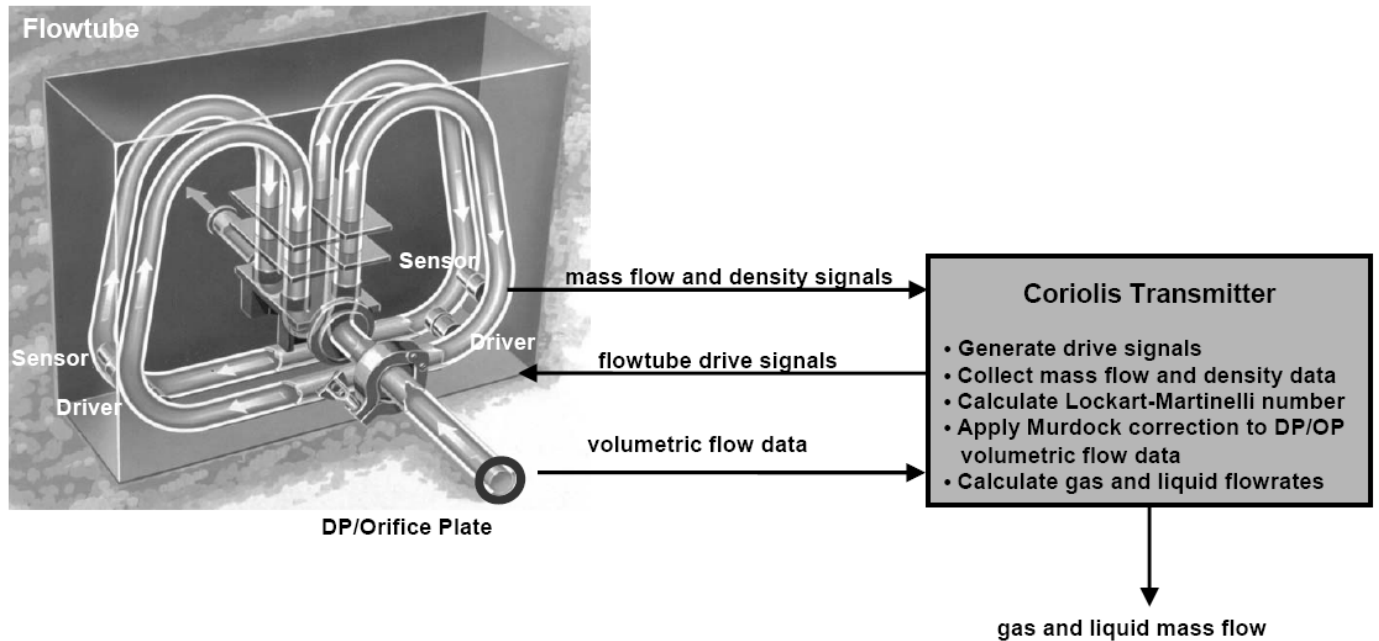 Flowtube
Sensor
mass flow and density signals
Coriolis Transmitter
Sensor
Driver
flowtube drive signals
Driver
• Generate drive signals
• Collect mass flow and density data
• Calculate Lockart-Martinelli number
• Apply Murdock correction to DP/OP
volumetric flow data
• Calculate gas and liquid flowrates
volumetric flow data
DP/Orifice Plate
gas and liquid mass flow